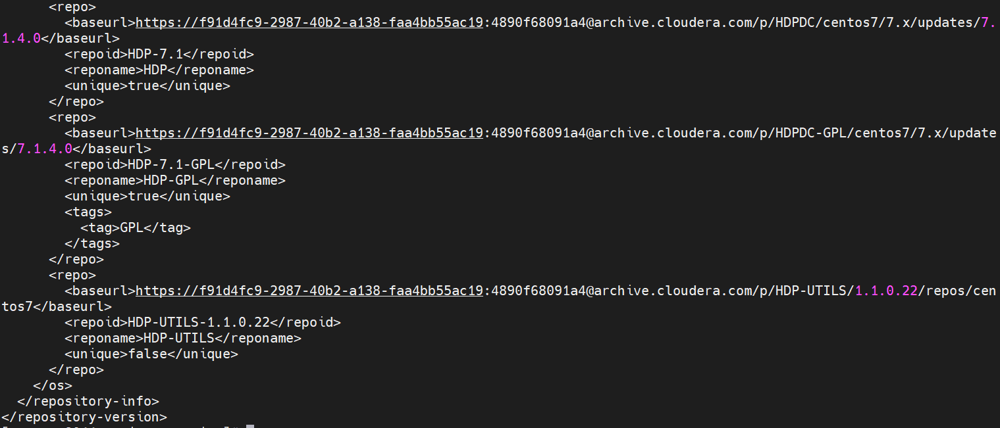 <repo>
<baseurl>https://f91d4fc9-2987-40b2-a138-faa4bb55ac19:4890f68091a4@archive.cloudera.com/p/HDPDC/centos7/7.x/updates/7.
1.4.0</baseurl>
<repoid>HDP-7.1</repoid>
<reponame>HDP</reponame>
<unique>true</unique>
</repo>
<repo>
<baseurl>https://f91d4fc9-2987-40b2-a138-faa4bb55ac19:4890f68091a4@archive.cloudera.com/p/HDPDC-GPL/centos7/7.x/update
s/7.1.4.0</baseurl>
<repoid>HDP-7.1-GPL</repoid>
<reponame>HDP-GPL</reponame>
<unique>true</unique>
<tags>
<tag>GPL</tag>
</tags>
</repo>
<repo>
<baseurl>https://f91d4fc9-2987-40b2-a138-faa4bb55ac19:4890f68091a4@archive.cloudera.com/p/HDP-UTILS/1.1.0.22/repos/cen
tos7</baseurl>
<repoid>HDP-UTILS-1.1.0.22</repoid>
<reponame>HDP-UTILS</reponame>
<unique>false</unique>
</repo>
</os>
</repository-info>
</repository-version>